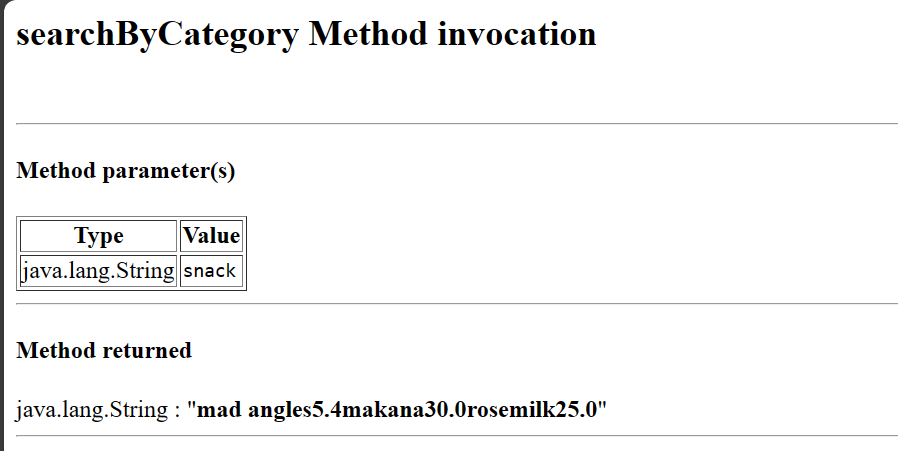 searchByCategory Method invocation
Method parameter(s)
Type Value
java.lang.String snack
Method returned
java.lang.String : "mad angles5.4makana30.0rosemilk25.0"